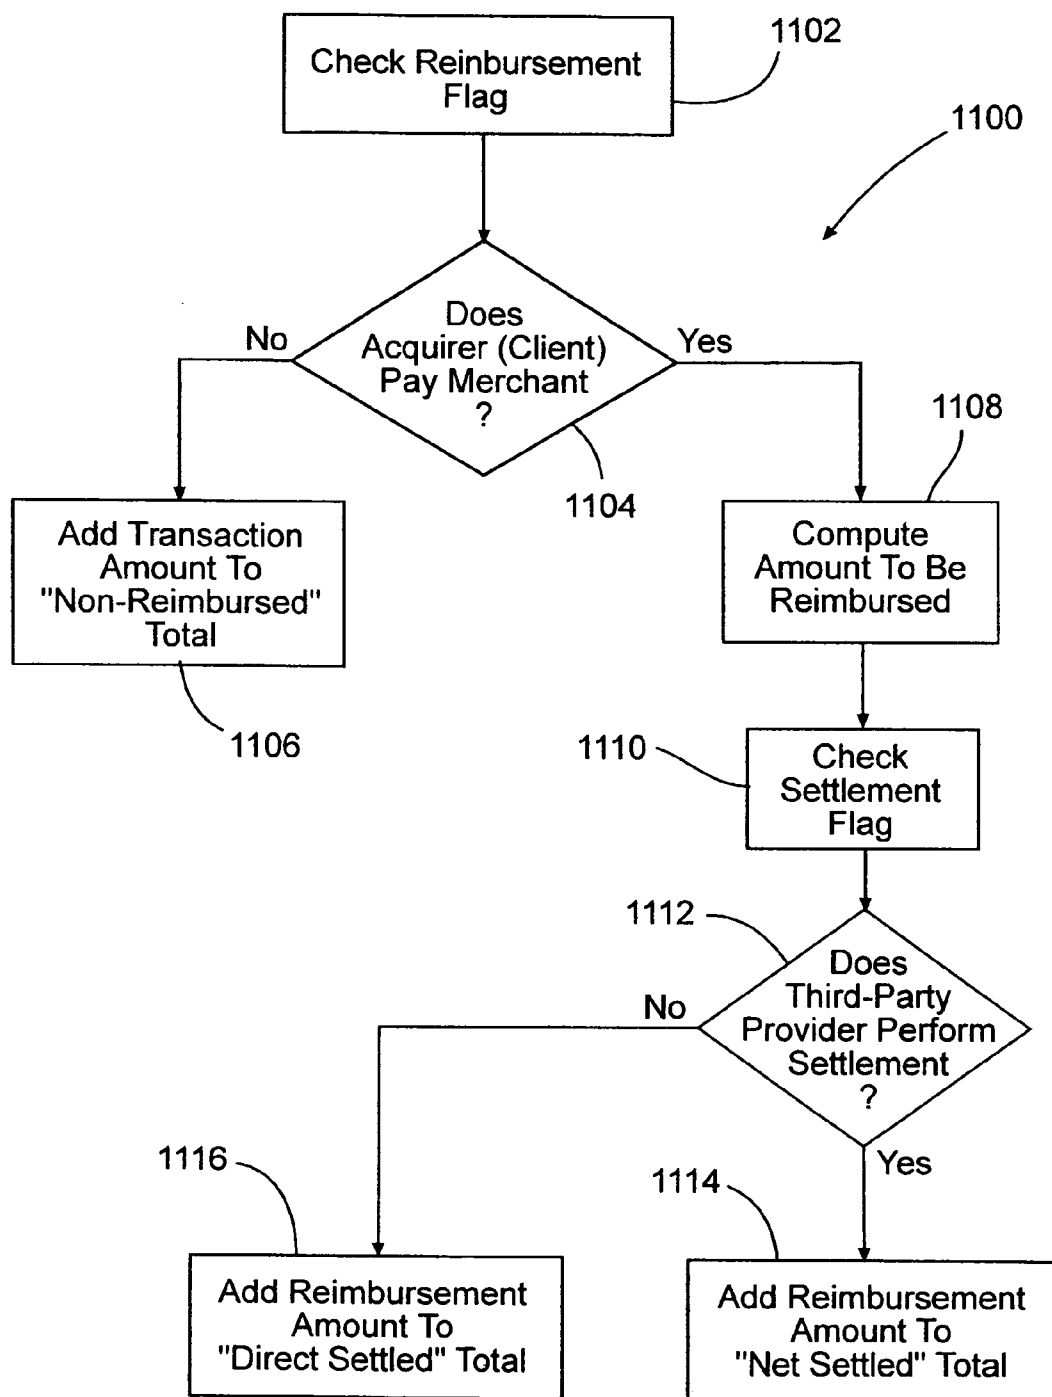 1102
Check Reinbursement
Flag
1100
Does
Acquirer (Client)
Pay Merchant
?
No
Yes
1104
1108
Add Transaction
Amount To
"Non-Reimbursed"
Total
1106
Compute
Amount To Be
Reimbursed
1110
Check
Settlement
Flag
1112
Does
Third-Party
Provider Perform
Settlement
?
No
Yes
1116
1114
Add Reimbursement
Amount To
"Direct Settled" Total
Add Reimbursement
Amount To
"Net Settled" Total